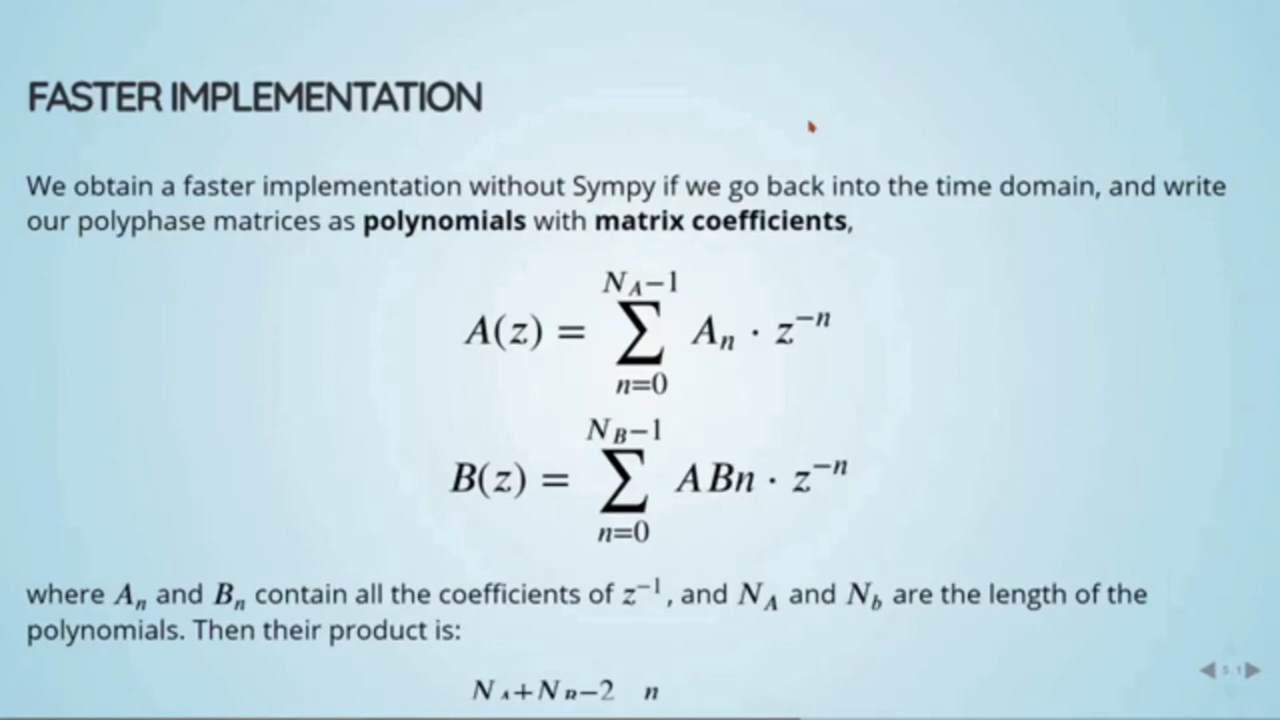 FASTER IMPLEMENTATION
We obtain a faster implementation without Sympy if we go back into the time domain, and write
our polyphase matrices as polynomials with matrix coefficients,
N_A−1
A(z) = ∑ A_n · z^{−n}
n=0
N_B−1
B(z) = ∑ ABn · z^{−n}
n=0
where A_n and B_n contain all the coefficients of z^{−1}, and N_A and N_b are the length of the
polynomials. Then their product is:
N_A+N_B−2 n
5.1